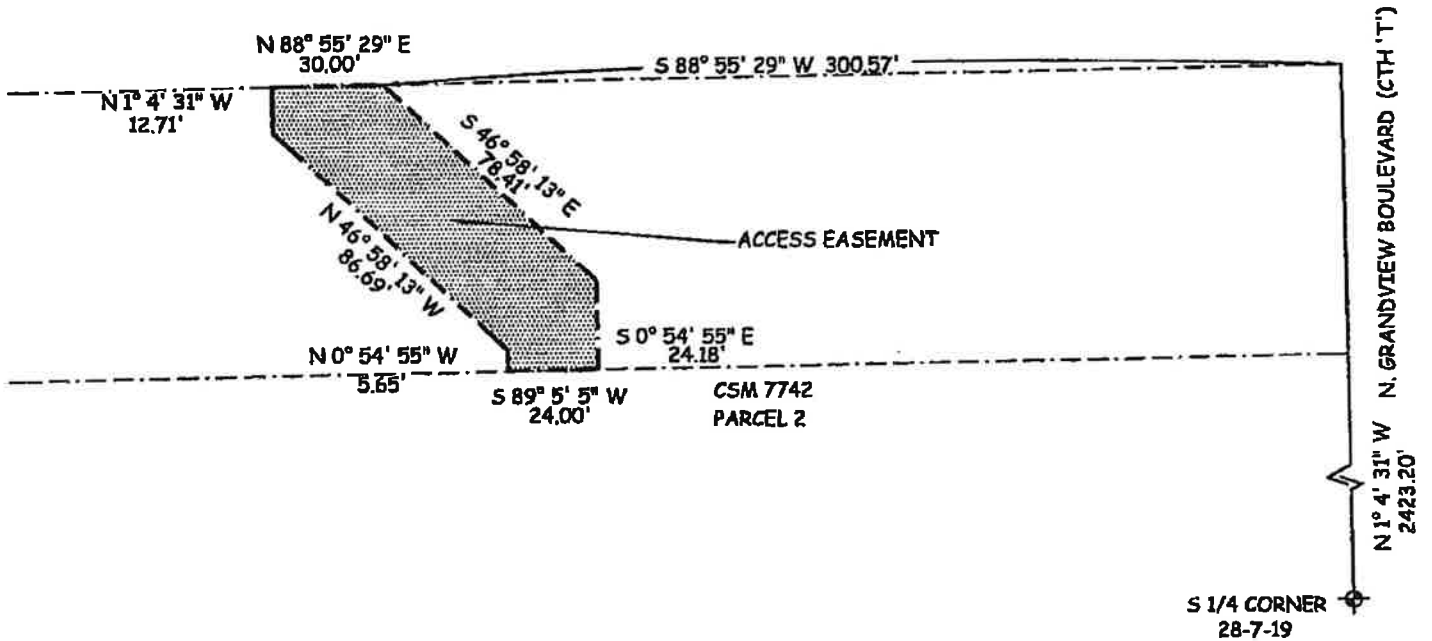 N 88° 55' 29" E
30.00'
S 88° 55' 29" W 300.57'
N 1° 4' 31" W
12.71'
S 46° 58' 13" E
78.41'
ACCESS EASEMENT
N 46° 58' 13" W
86.69'
S 0° 54' 55" E
24.18'
N 0° 54' 55" W
5.65'
S 89° 5' 5" W
24.00'
CSM 7742
PARCEL 2
N. GRANDVIEW BOULEVARD (CTH 'T')
N 1° 4' 31" W
2423.20'
S 1/4 CORNER
28-7-19